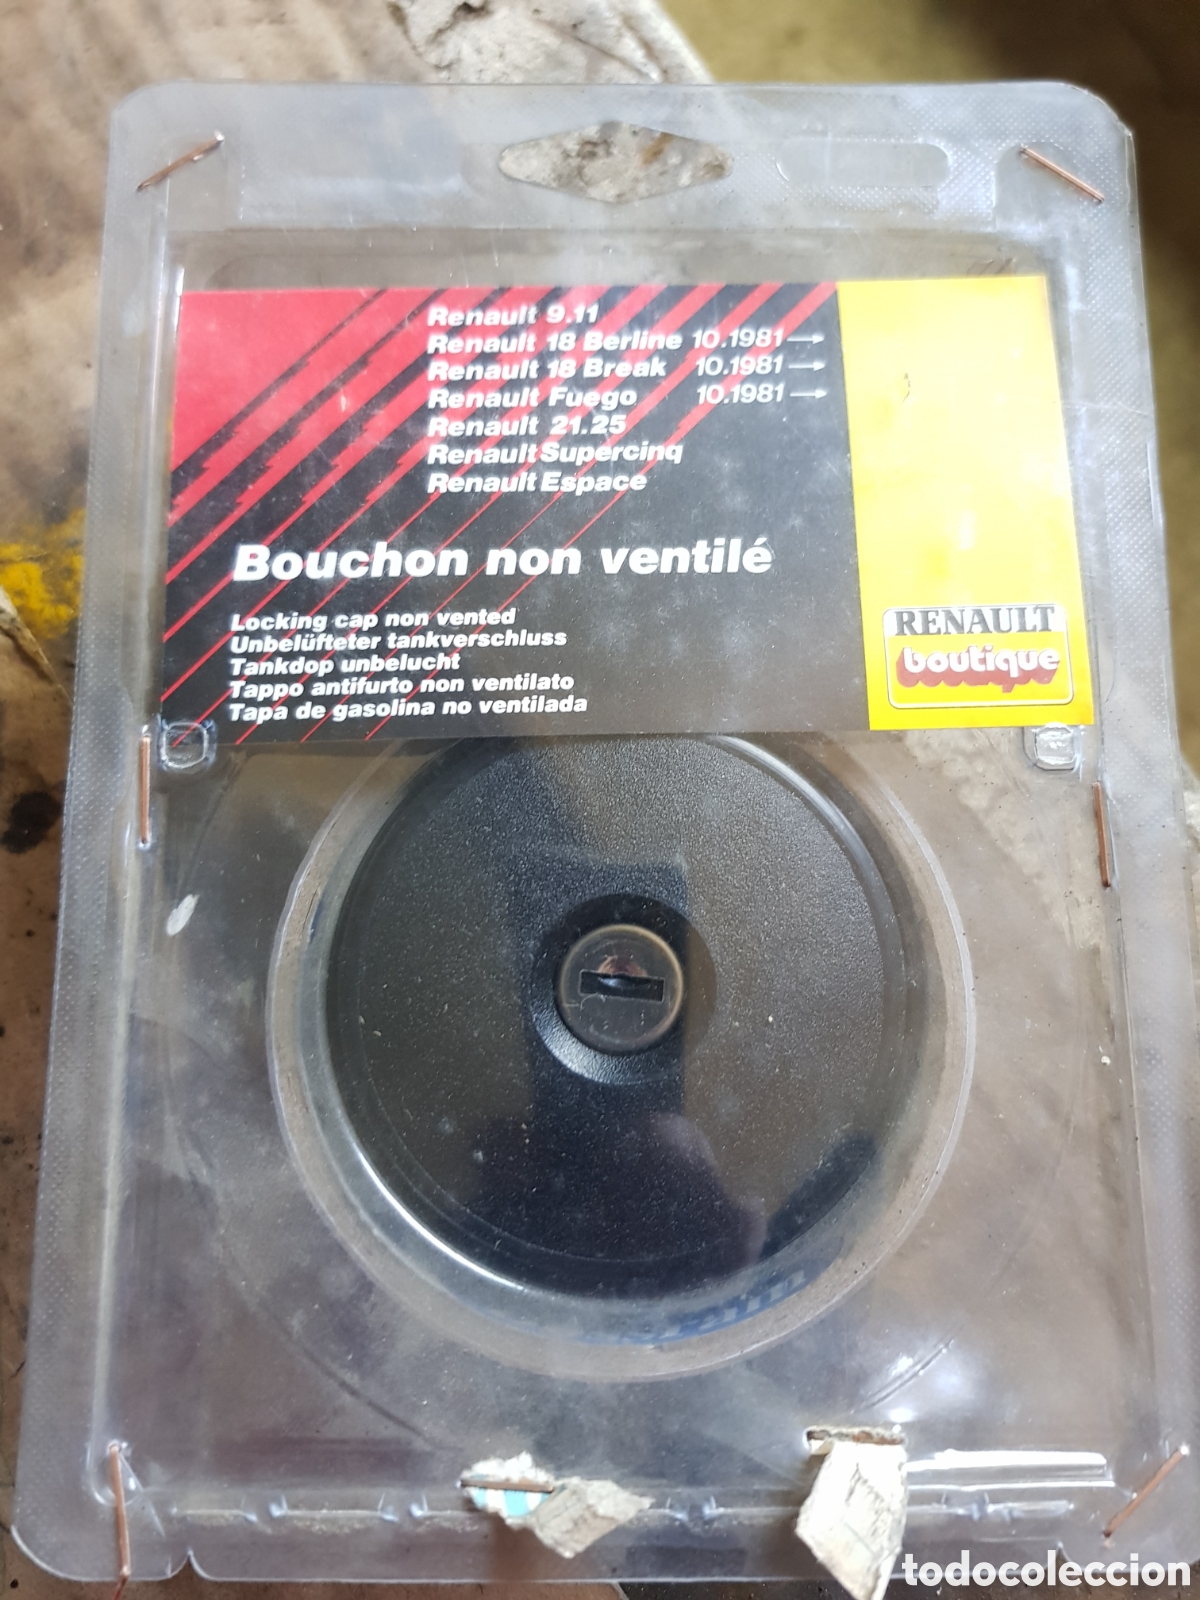 Renault 9.11
Renault 18 Berline 10.1981 →
Renault 18 Break 10.1981 →
Renault Fuego 10.1981 →
Renault 21.25
Renault Supercinq
Renault Espace
Bouchon non ventilé
Locking cap non vented
Unbelüfteter tankverschluss
Tankdop unbelucht
Tappo antifurto non ventilato
Tapa de gasolina no ventilada
RENAULT
boutique
todocoleccion